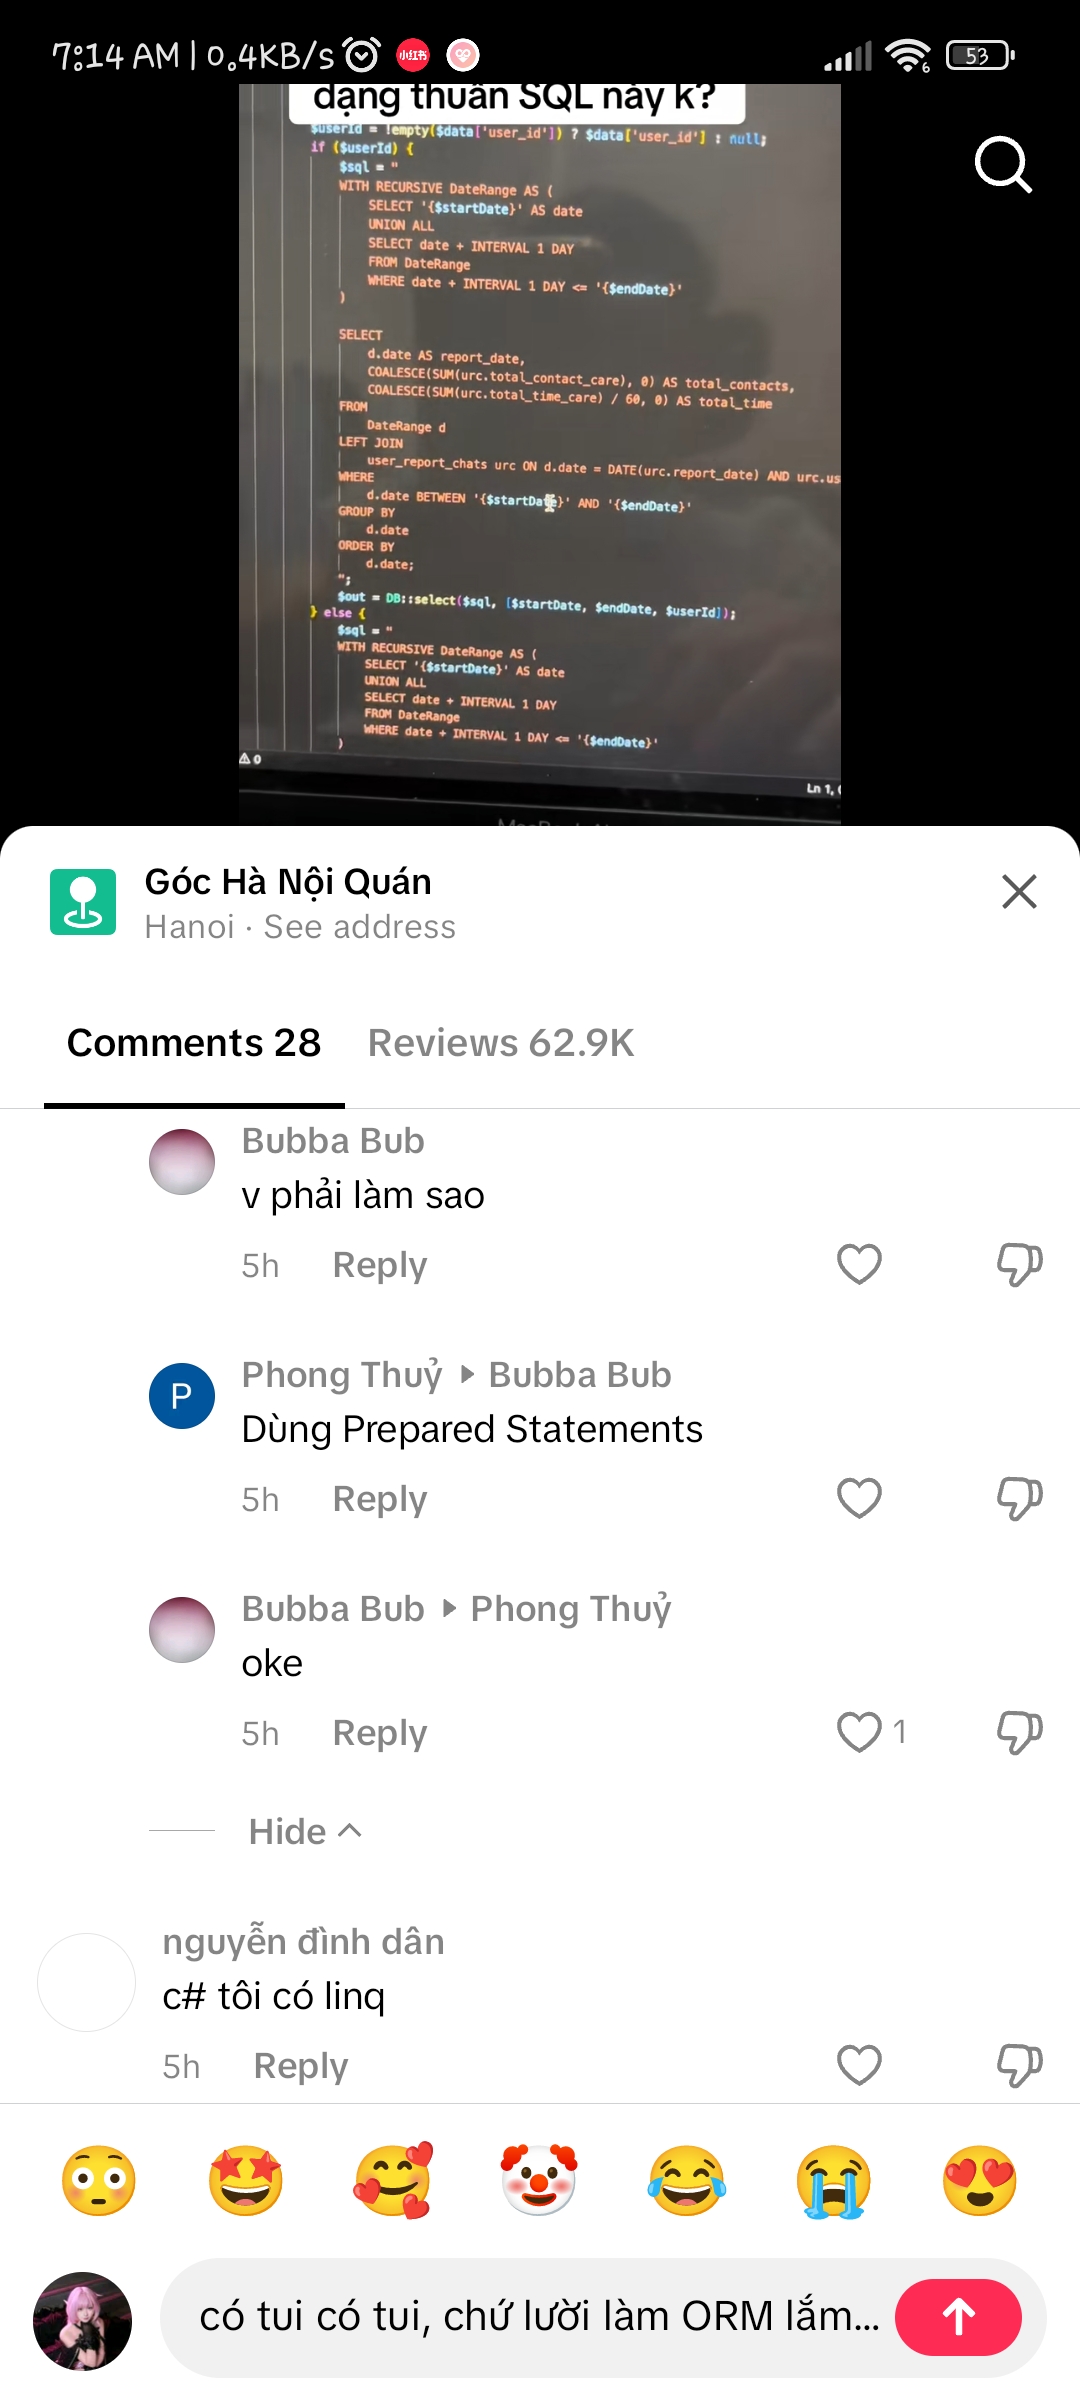 7:14 AM | 0.4KB/s
小红书
6
53
dạng thuần SQL này k?
$userId = !empty($data['user_id']) ? $data['user_id'] : null;
if ($userId) {
$sql = "
WITH RECURSIVE DateRange AS (
SELECT '{$startDate}' AS date
UNION ALL
SELECT date + INTERVAL 1 DAY
FROM DateRange
WHERE date + INTERVAL 1 DAY <= '{$endDate}'
)
SELECT
d.date AS report_date,
COALESCE(SUM(urc.total_contact_care), 0) AS total_contacts,
COALESCE(SUM(urc.total_time_care) / 60, 0) AS total_time
FROM
DateRange d
LEFT JOIN
user_report_chats urc ON d.date = DATE(urc.report_date) AND urc.us
WHERE
d.date BETWEEN '{$startDate}' AND '{$endDate}'
GROUP BY
d.date
ORDER BY
d.date;
";
$out = DB::select($sql, [$startDate, $endDate, $userId]);
} else {
$sql = "
WITH RECURSIVE DateRange AS (
SELECT '{$startDate}' AS date
UNION ALL
SELECT date + INTERVAL 1 DAY
FROM DateRange
WHERE date + INTERVAL 1 DAY <= '{$endDate}'
)
0
Ln 1,
Góc Hà Nội Quán
Hanoi · See address
Comments 28 Reviews 62.9K
Bubba Bub
v phải làm sao
5h Reply
P
Phong Thuỷ ▸ Bubba Bub
Dùng Prepared Statements
5h Reply
Bubba Bub ▸ Phong Thuỷ
oke
5h Reply 1
Hide
nguyễn đình dân
c# tôi có linq
5h Reply
có tui có tui, chứ lười làm ORM lắm...